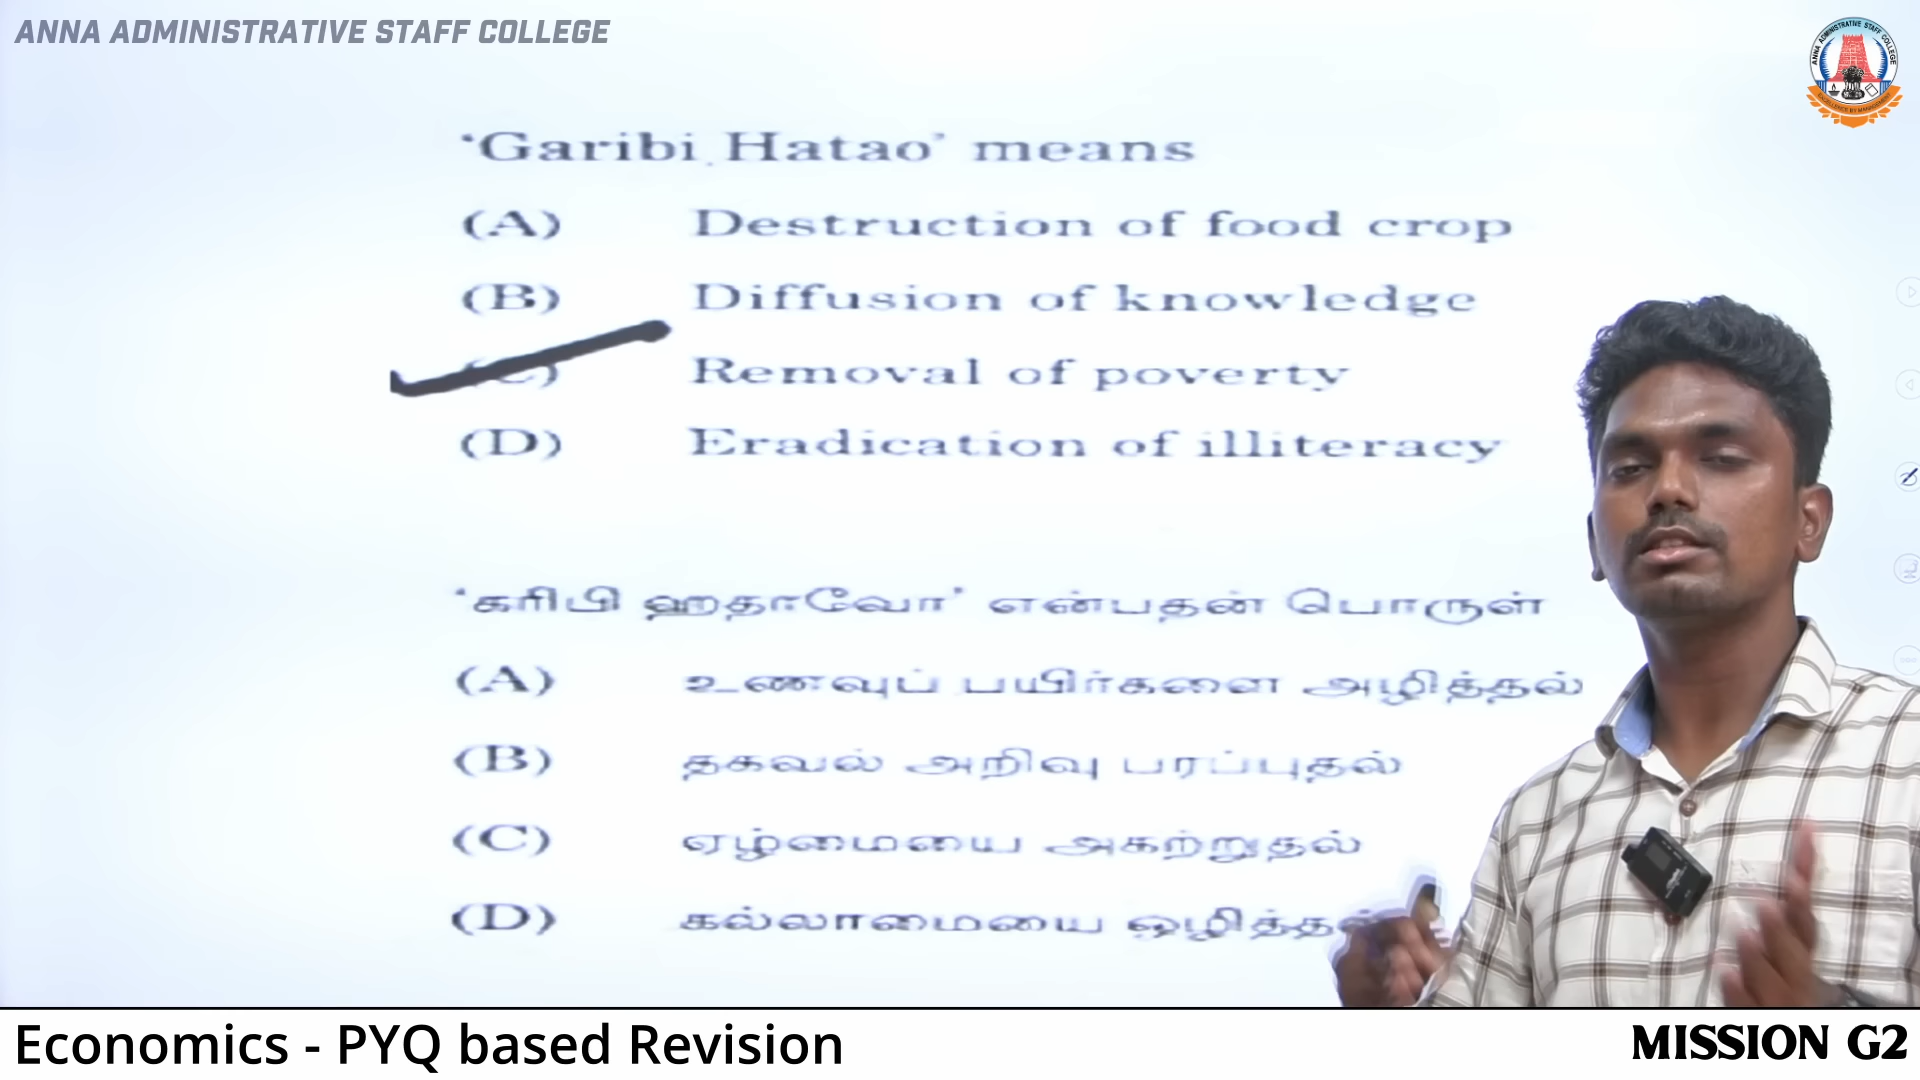 ANNA ADMINISTRATIVE STAFF COLLEGE
‘Garibi Hatao’ means
(A) Destruction of food crop
(B) Diffusion of knowledge
(C) Removal of poverty
(D) Eradication of illiteracy
‘கரிபி ஹதாவோ’ என்பதன் பொருள்
(A) உணவுப் பயிர்களை அழித்தல்
(B) தகவல் அறிவு பரப்புதல்
(C) ஏழ்மையை அகற்றுதல்
(D) கல்லாமையை ஒழித்தல்
Economics - PYQ based Revision
MISSION G2